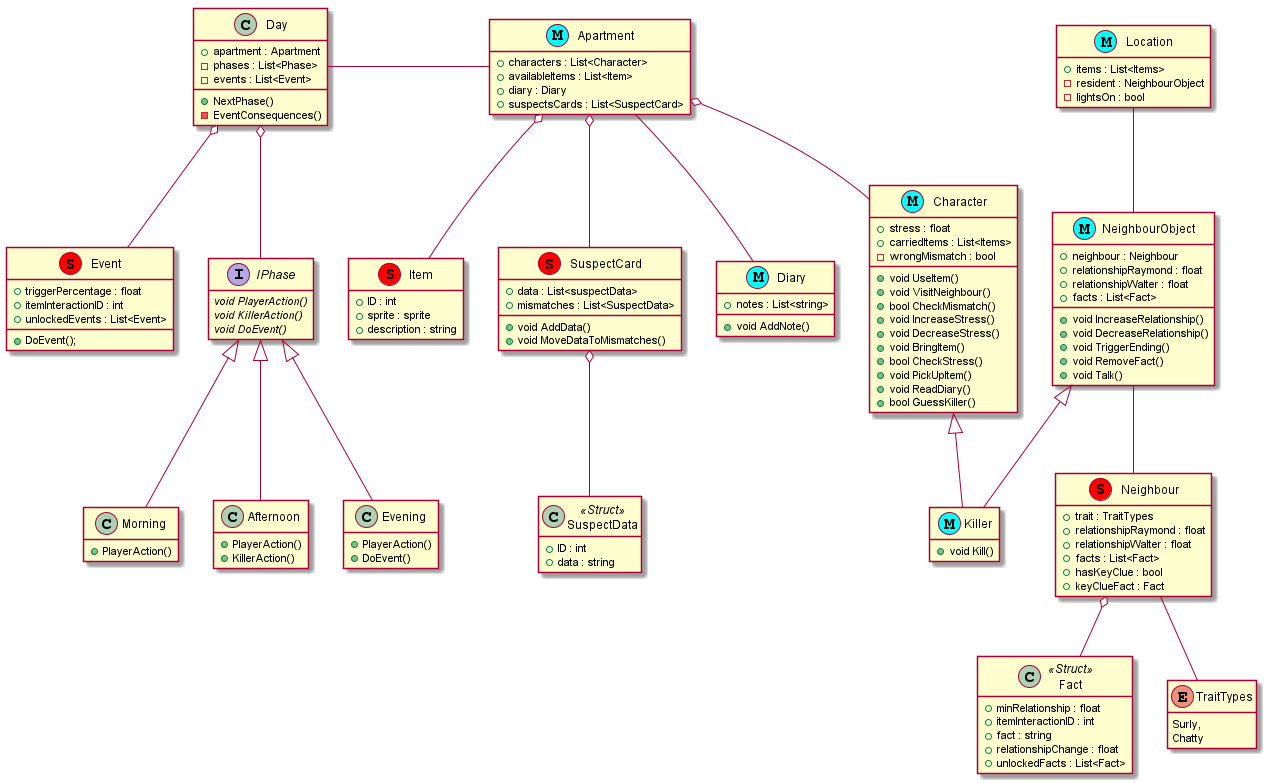 C Day
apartment : Apartment
phases : List<Phase>
events : List<Event>
NextPhase()
EventConsequences()
M Apartment
characters : List<Character>
availableItems : List<Item>
diary : Diary
suspectsCards : List<SuspectCard>
M Location
items : List<Items>
resident : NeighbourObject
lightsOn : bool
M Character
stress : float
carriedItems : List<Items>
wrongMismatch : bool
void UseItem()
void VisitNeighbour()
bool CheckMismatch()
void IncreaseStress()
void DecreaseStress()
void BringItem()
bool CheckStress()
void PickUpItem()
void ReadDiary()
bool GuessKiller()
M NeighbourObject
neighbour : Neighbour
relationshipRaymond : float
relationshipWalter : float
facts : List<Fact>
void IncreaseRelationship()
void DecreaseRelationship()
void TriggerEnding()
void RemoveFact()
void Talk()
S Event
triggerPercentage : float
itemInteractionID : int
unlockedEvents : List<Event>
DoEvent();
I IPhase
void PlayerAction()
void KillerAction()
void DoEvent()
S Item
ID : int
sprite : sprite
description : string
S SuspectCard
data : List<suspectData>
mismatches : List<SuspectData>
void AddData()
void MoveDataToMismatches()
M Diary
notes : List<string>
void AddNote()
C Morning
PlayerAction()
C Afternoon
PlayerAction()
KillerAction()
C Evening
PlayerAction()
DoEvent()
C «Struct»
SuspectData
ID : int
data : string
M Killer
void Kill()
S Neighbour
trait : TraitTypes
relationshipRaymond : float
relationshipWalter : float
facts : List<Fact>
hasKeyClue : bool
keyClueFact : Fact
C «Struct»
Fact
minRelationship : float
itemInteractionID : int
fact : string
relationshipChange : float
unlockedFacts : List<Fact>
E TraitTypes
Surly,
Chatty